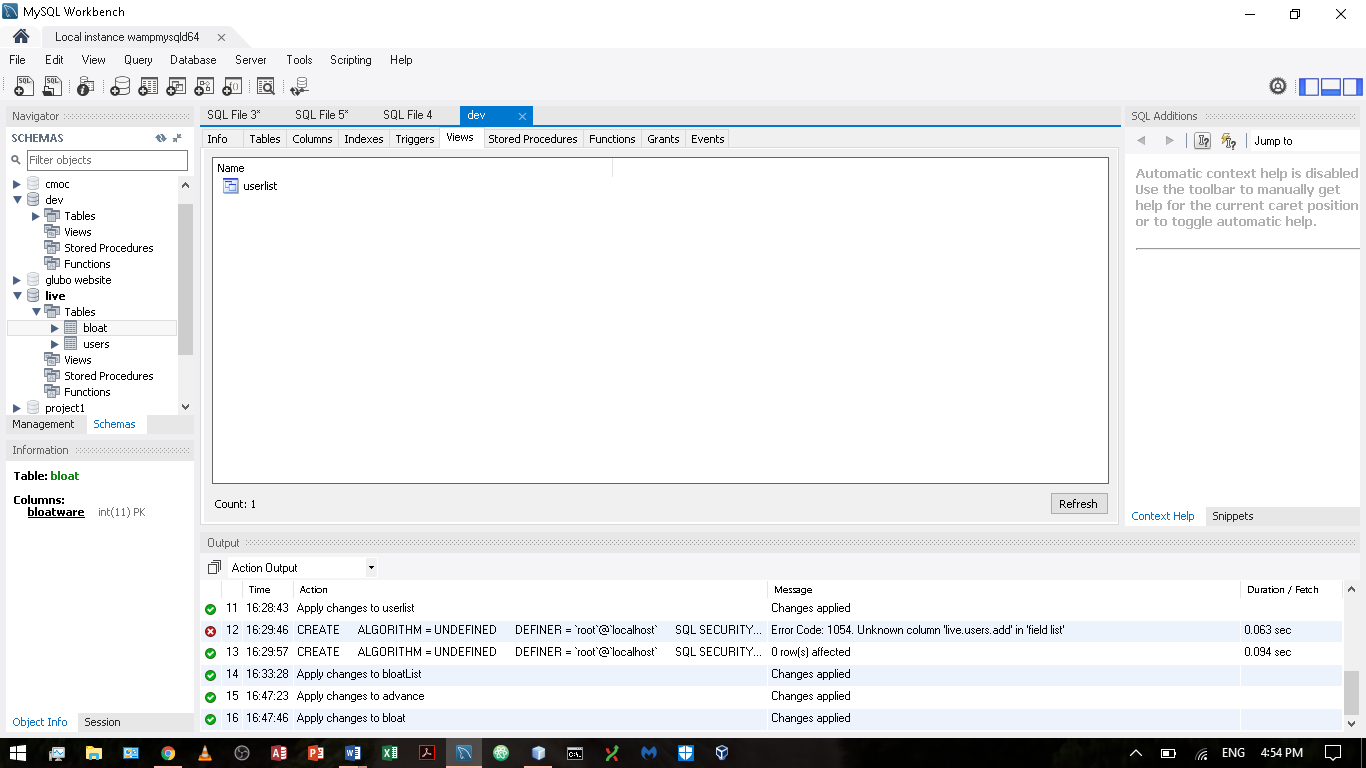 MySQL Workbench
Local instance wampmysqld64
File Edit View Query Database Server Tools Scripting Help
Navigator
SCHEMAS
Filter objects
cmoc
dev
Tables
Views
Stored Procedures
Functions
glubo website
live
Tables
bloat
users
Views
Stored Procedures
Functions
project1
Management Schemas
Information
Table: bloat
Columns:
bloatware int(11) PK
Object Info Session
SQL File 3* SQL File 5* SQL File 4 dev
Info Tables Columns Indexes Triggers Views Stored Procedures Functions Grants Events
Name
userlist
Count: 1 Refresh
SQL Additions
Jump to
Automatic context help is disabled
Use the toolbar to manually get
help for the current caret position
or to toggle automatic help.
Context Help Snippets
Output
Action Output
Time Action Message Duration / Fetch
11 16:28:43 Apply changes to userlist Changes applied
12 16:29:46 CREATE ALGORITHM = UNDEFINED DEFINER = `root`@`localhost` SQL SECURITY... Error Code: 1054. Unknown column 'live.users.add' in 'field list' 0.063 sec
13 16:29:57 CREATE ALGORITHM = UNDEFINED DEFINER = `root`@`localhost` SQL SECURITY... 0 row(s) affected 0.094 sec
14 16:33:28 Apply changes to bloatList Changes applied
15 16:47:23 Apply changes to advance Changes applied
16 16:47:46 Apply changes to bloat Changes applied
ENG 4:54 PM